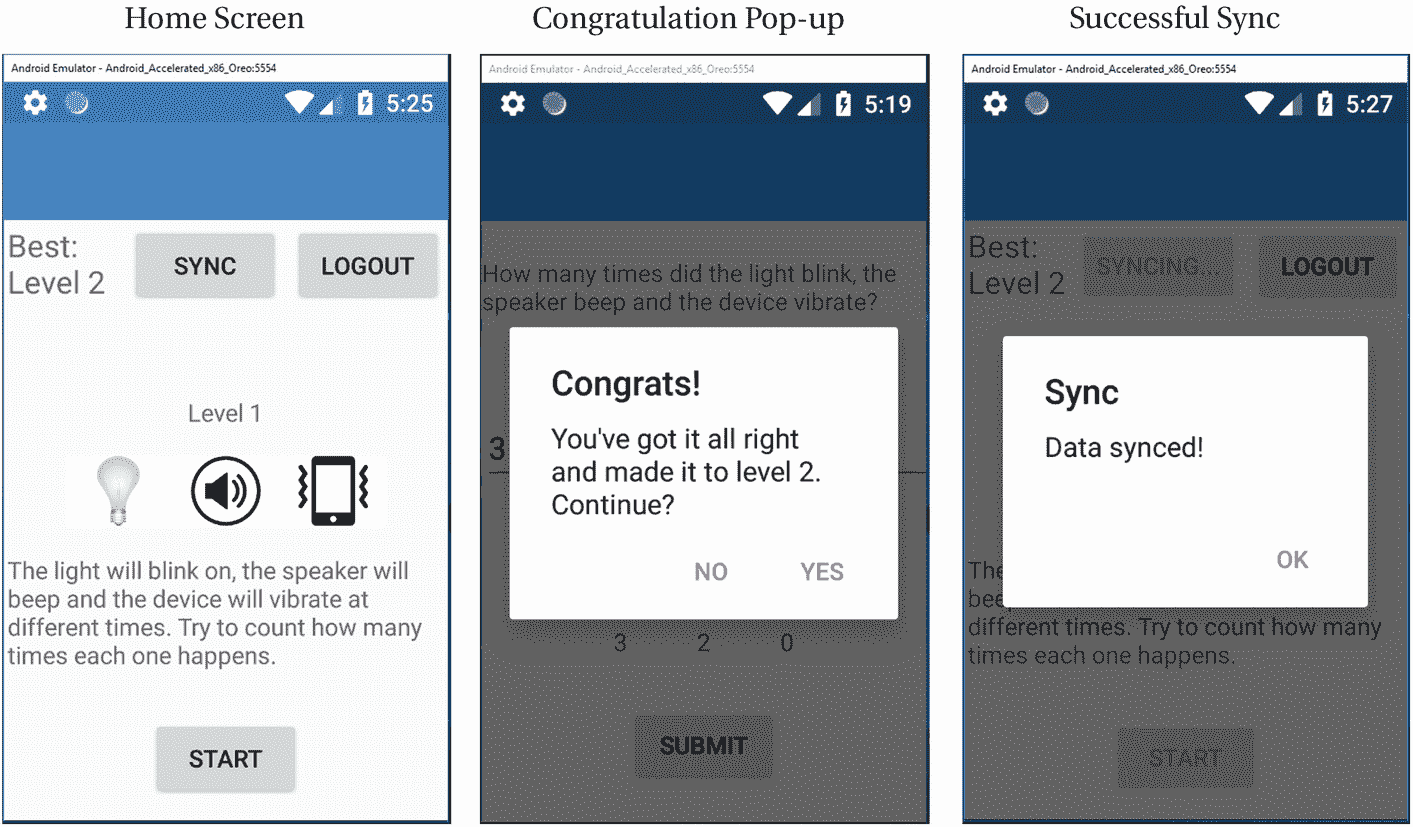 Home Screen
Android Emulator - Android_Accelerated_x86_Oreo:5554
5:25
Best:
Level 2
SYNC
LOGOUT
Level 1
The light will blink on, the speaker will
beep and the device will vibrate at
different times. Try to count how many
times each one happens.
START
Congratulation Pop-up
Android Emulator - Android_Accelerated_x86_Oreo:5554
5:19
How many times did the light blink, the
speaker beep and the device vibrate?
Congrats!
3
You've got it all right
and made it to level 2.
Continue?
NO
YES
3 2 0
SUBMIT
Successful Sync
Android Emulator - Android_Accelerated_x86_Oreo:5554
5:27
Best:
Level 2
SYNCING...
LOGOUT
Sync
Data synced!
OK
The
bee
different times. Try to count how many
times each one happens.
START